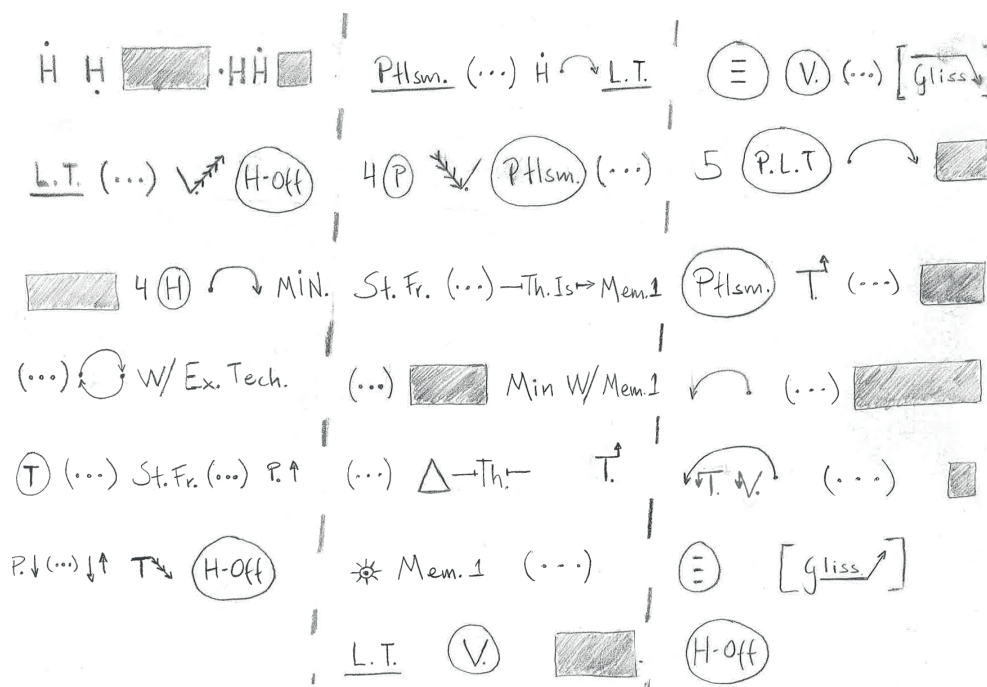 Ḣ Ḥ ·HḢ
L.T. (...) V. H-Off
4 H MIN.
(...) W/ Ex. Tech.
T (...) St. Fr. (...) P.↑
P.↓ (...) ↓↑ T H-Off
Ptlsm. (...) Ḣ L.T.
4 P V. Ptlsm. (...)
St. Fr. (...) Th. Is Mem.1
(...) Min W/ Mem.1
(...) △ Th. T.
Mem. 1 (...)
L.T. V.
Ξ V. (...) [Gliss]
5 P.L.T
Ptlsm. T. (...)
(...)
T. V. (...)
Ξ [Gliss]
H-Off